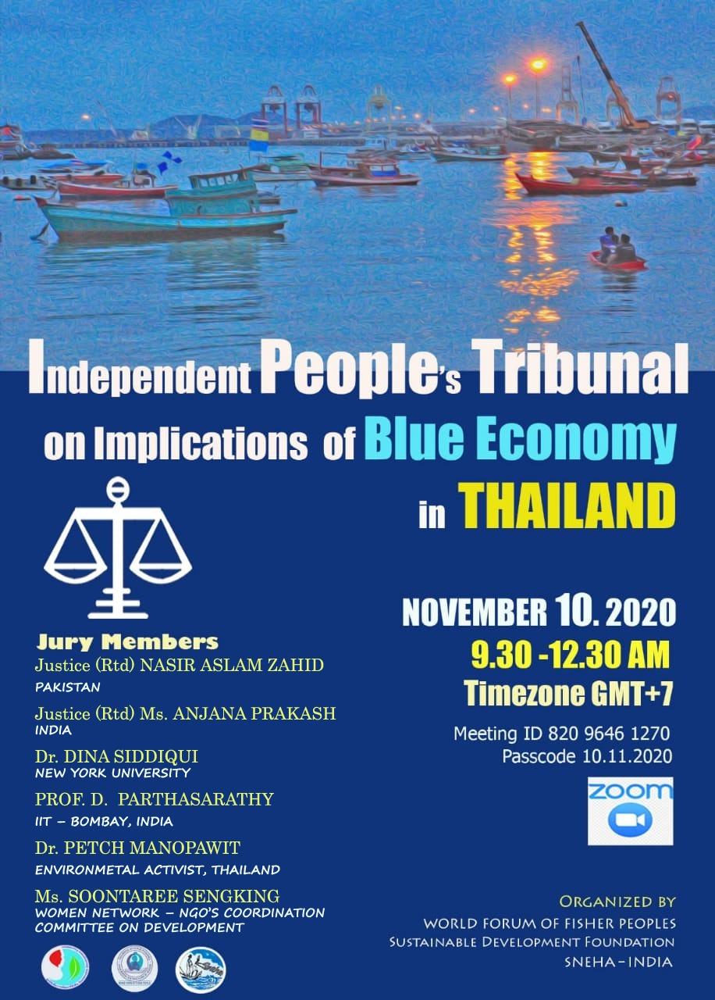 Independent People's Tribunal
on Implications of Blue Economy
in THAILAND
NOVEMBER 10. 2020
9.30 -12.30 AM
Timezone GMT+7
Meeting ID 820 9646 1270
Passcode 10.11.2020
zoom
Jury Members
Justice (Rtd) NASIR ASLAM ZAHID
PAKISTAN
Justice (Rtd) Ms. ANJANA PRAKASH
INDIA
Dr. DINA SIDDIQUI
NEW YORK UNIVERSITY
PROF. D. PARTHASARATHY
IIT – BOMBAY, INDIA
Dr. PETCH MANOPAWIT
ENVIRONMETAL ACTIVIST, THAILAND
Ms. SOONTAREE SENGKING
WOMEN NETWORK – NGO'S COORDINATION
COMMITTEE ON DEVELOPMENT
ORGANIZED BY
WORLD FORUM OF FISHER PEOPLES
SUSTAINABLE DEVELOPMENT FOUNDATION
SNEHA – INDIA
Sneha